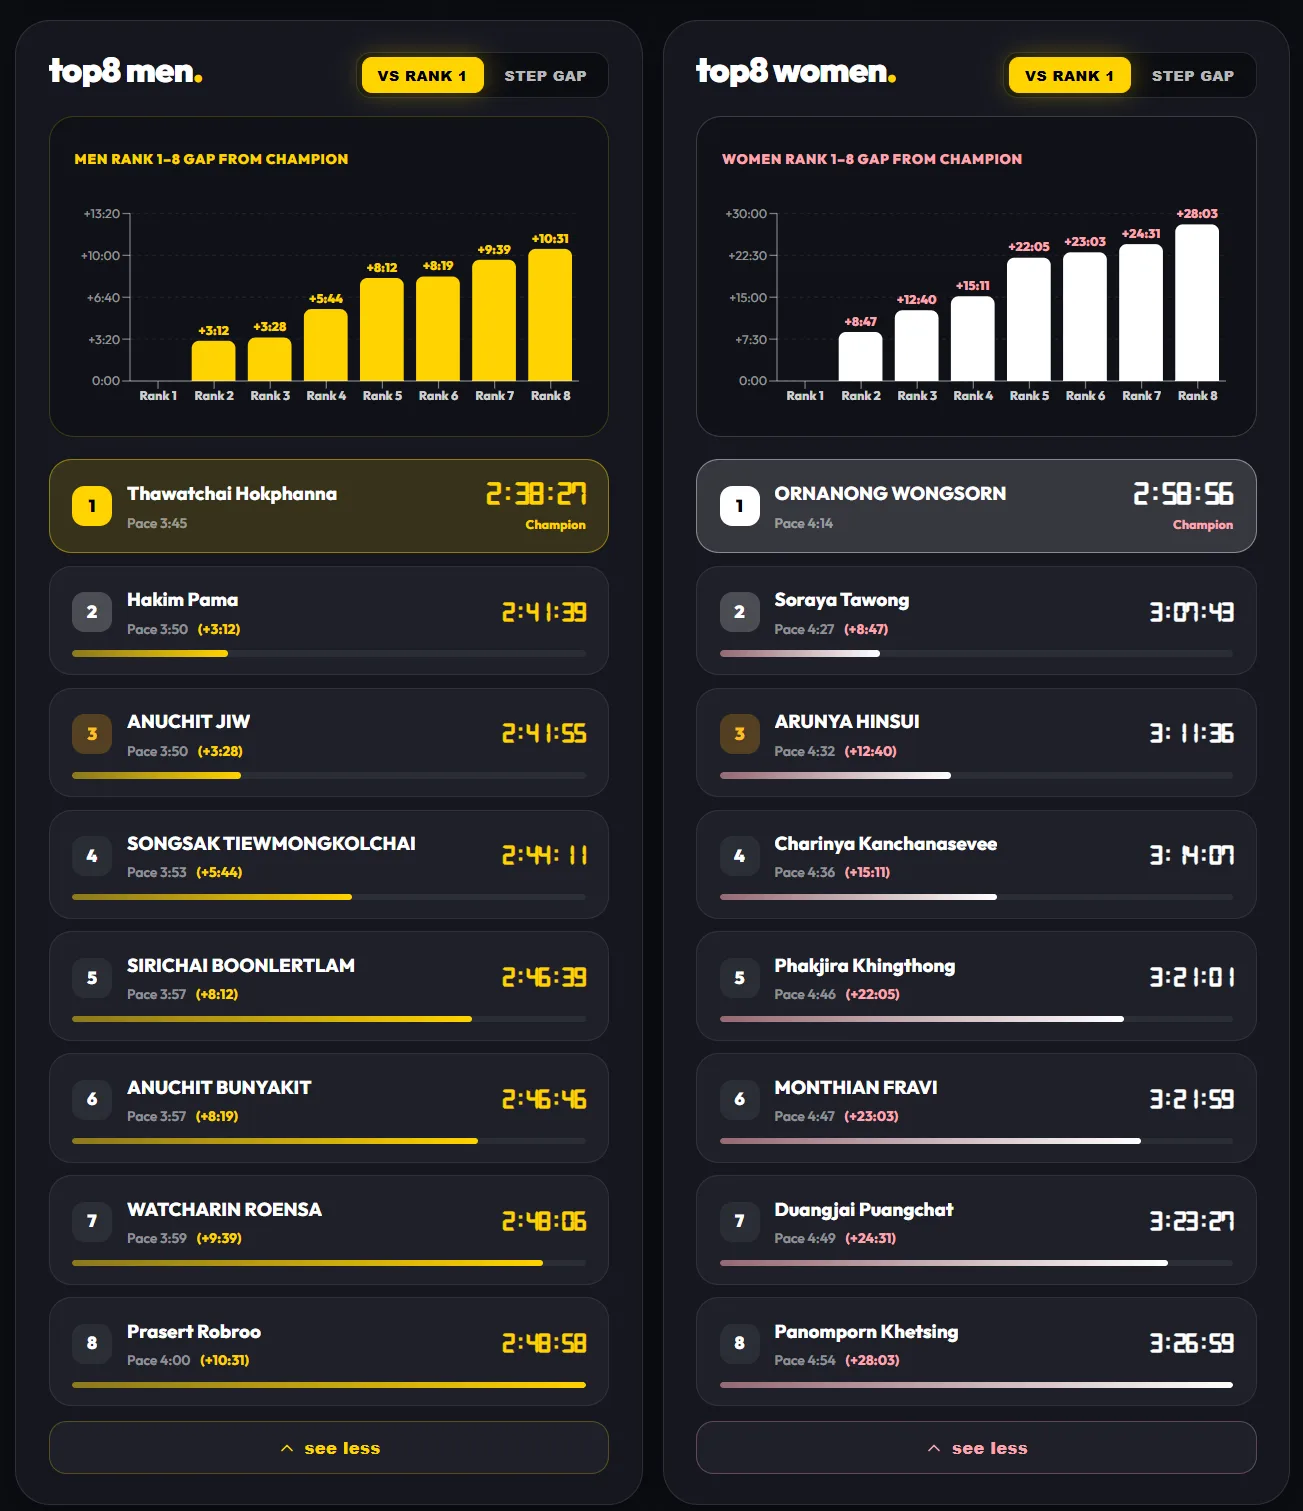 top8 men.
VS RANK 1
STEP GAP
MEN RANK 1–8 GAP FROM CHAMPION
+13:20
+10:00
+6:40
+3:20
0:00
+3:12
+3:28
+5:44
+8:12
+8:19
+9:39
+10:31
Rank 1
Rank 2
Rank 3
Rank 4
Rank 5
Rank 6
Rank 7
Rank 8
1
Thawatchai Hokphanna
2:38:27
Pace 3:45
Champion
2
Hakim Pama
2:41:39
Pace 3:50 (+3:12)
3
ANUCHIT JIW
2:41:55
Pace 3:50 (+3:28)
4
SONGSAK TIEWMONGKOLCHAI
2:44:11
Pace 3:53 (+5:44)
5
SIRICHAI BOONLERTLAM
2:46:39
Pace 3:57 (+8:12)
6
ANUCHIT BUNYAKIT
2:46:46
Pace 3:57 (+8:19)
7
WATCHARIN ROENSA
2:48:06
Pace 3:59 (+9:39)
8
Prasert Robroo
2:48:58
Pace 4:00 (+10:31)
see less
top8 women.
VS RANK 1
STEP GAP
WOMEN RANK 1–8 GAP FROM CHAMPION
+30:00
+22:30
+15:00
+7:30
0:00
+8:47
+12:40
+15:11
+22:05
+23:03
+24:31
+28:03
Rank 1
Rank 2
Rank 3
Rank 4
Rank 5
Rank 6
Rank 7
Rank 8
1
ORNANONG WONGSORN
2:58:56
Pace 4:14
Champion
2
Soraya Tawong
3:07:43
Pace 4:27 (+8:47)
3
ARUNYA HINSUI
3:11:36
Pace 4:32 (+12:40)
4
Charinya Kanchanasevee
3:14:07
Pace 4:36 (+15:11)
5
Phakjira Khingthong
3:21:01
Pace 4:46 (+22:05)
6
MONTHIAN FRAVI
3:21:59
Pace 4:47 (+23:03)
7
Duangjai Puangchat
3:23:27
Pace 4:49 (+24:31)
8
Panomporn Khetsing
3:26:59
Pace 4:54 (+28:03)
see less